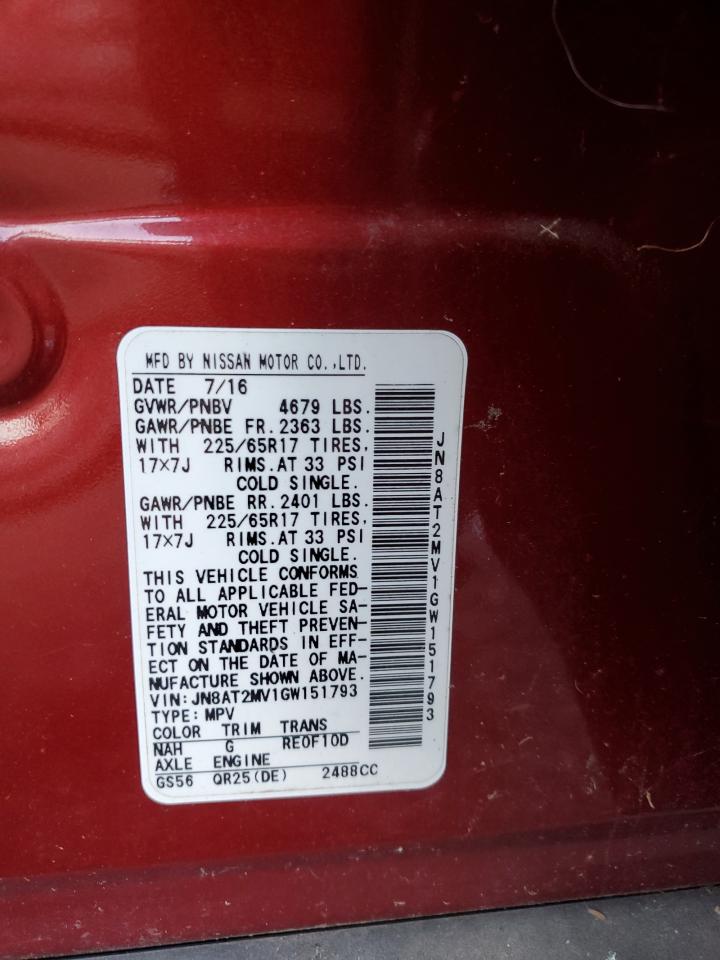 MFD BY NISSAN MOTOR CO.,LTD.
DATE 7/16
GVWR/PNBV 4679 LBS.
GAWR/PNBE FR. 2363 LBS.
WITH 225/65R17 TIRES,
17×7J RIMS. AT 33 PSI
COLD SINGLE.
GAWR/PNBE RR. 2401 LBS.
WITH 225/65R17 TIRES,
17×7J RIMS. AT 33 PSI
COLD SINGLE.
THIS VEHICLE CONFORMS
TO ALL APPLICABLE FED-
ERAL MOTOR VEHICLE SA-
FETY AND THEFT PREVEN-
TION STANDARDS IN EFF-
ECT ON THE DATE OF MA-
NUFACTURE SHOWN ABOVE.
VIN:JN8AT2MV1GW151793
TYPE:MPV
COLOR TRIM TRANS
NAH G RE0F10D
AXLE ENGINE
GS56 QR25(DE) 2488CC
JN8AT2MV1GW151793